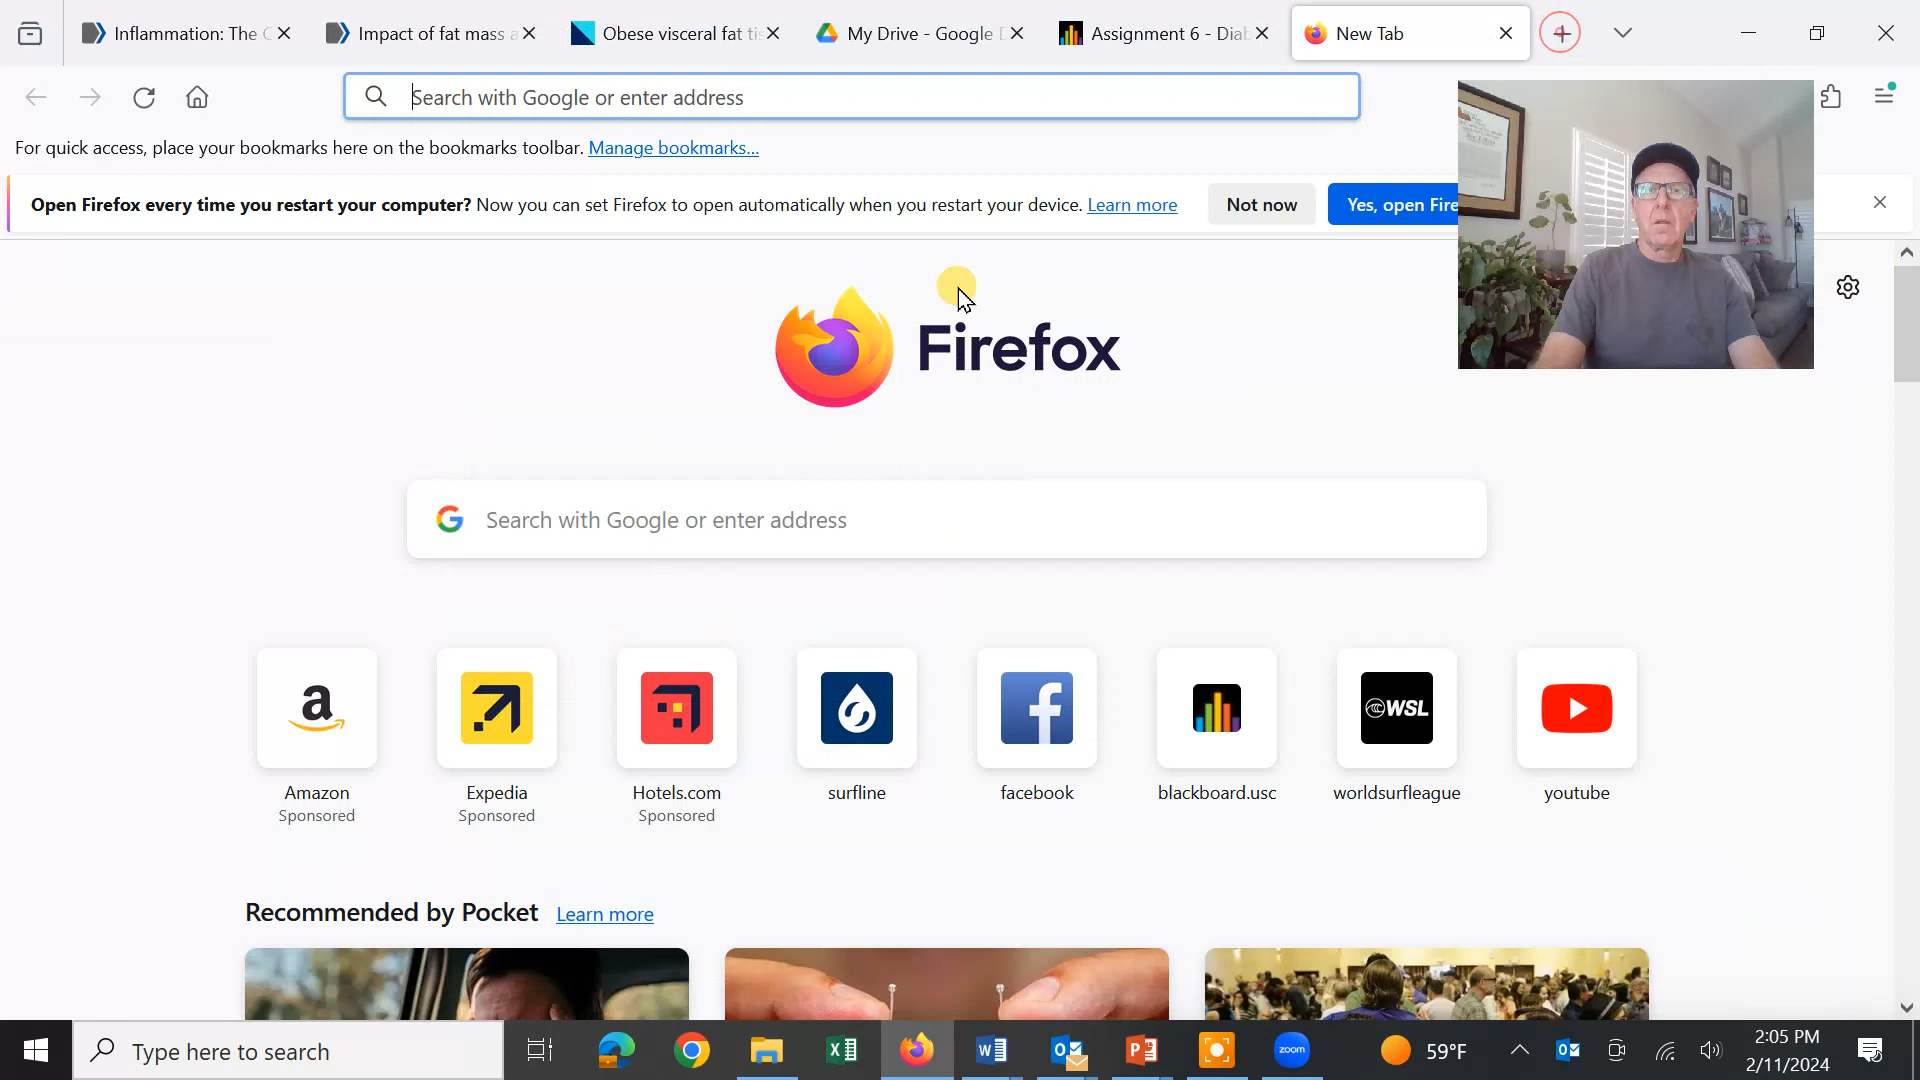 Inflammation: The C
Impact of fat mass a
Obese visceral fat tis
My Drive - Google D
Assignment 6 - Diab
New Tab
Search with Google or enter address
For quick access, place your bookmarks here on the bookmarks toolbar. Manage bookmarks...
Open Firefox every time you restart your computer? Now you can set Firefox to open automatically when you restart your device. Learn more
Not now
Yes, open Fire
Firefox
Search with Google or enter address
WSL
Amazon
Sponsored
Expedia
Sponsored
Hotels.com
Sponsored
surfline
facebook
blackboard.usc
worldsurfleague
youtube
Recommended by Pocket Learn more
Type here to search
zoom
59°F
2:05 PM
2/11/2024